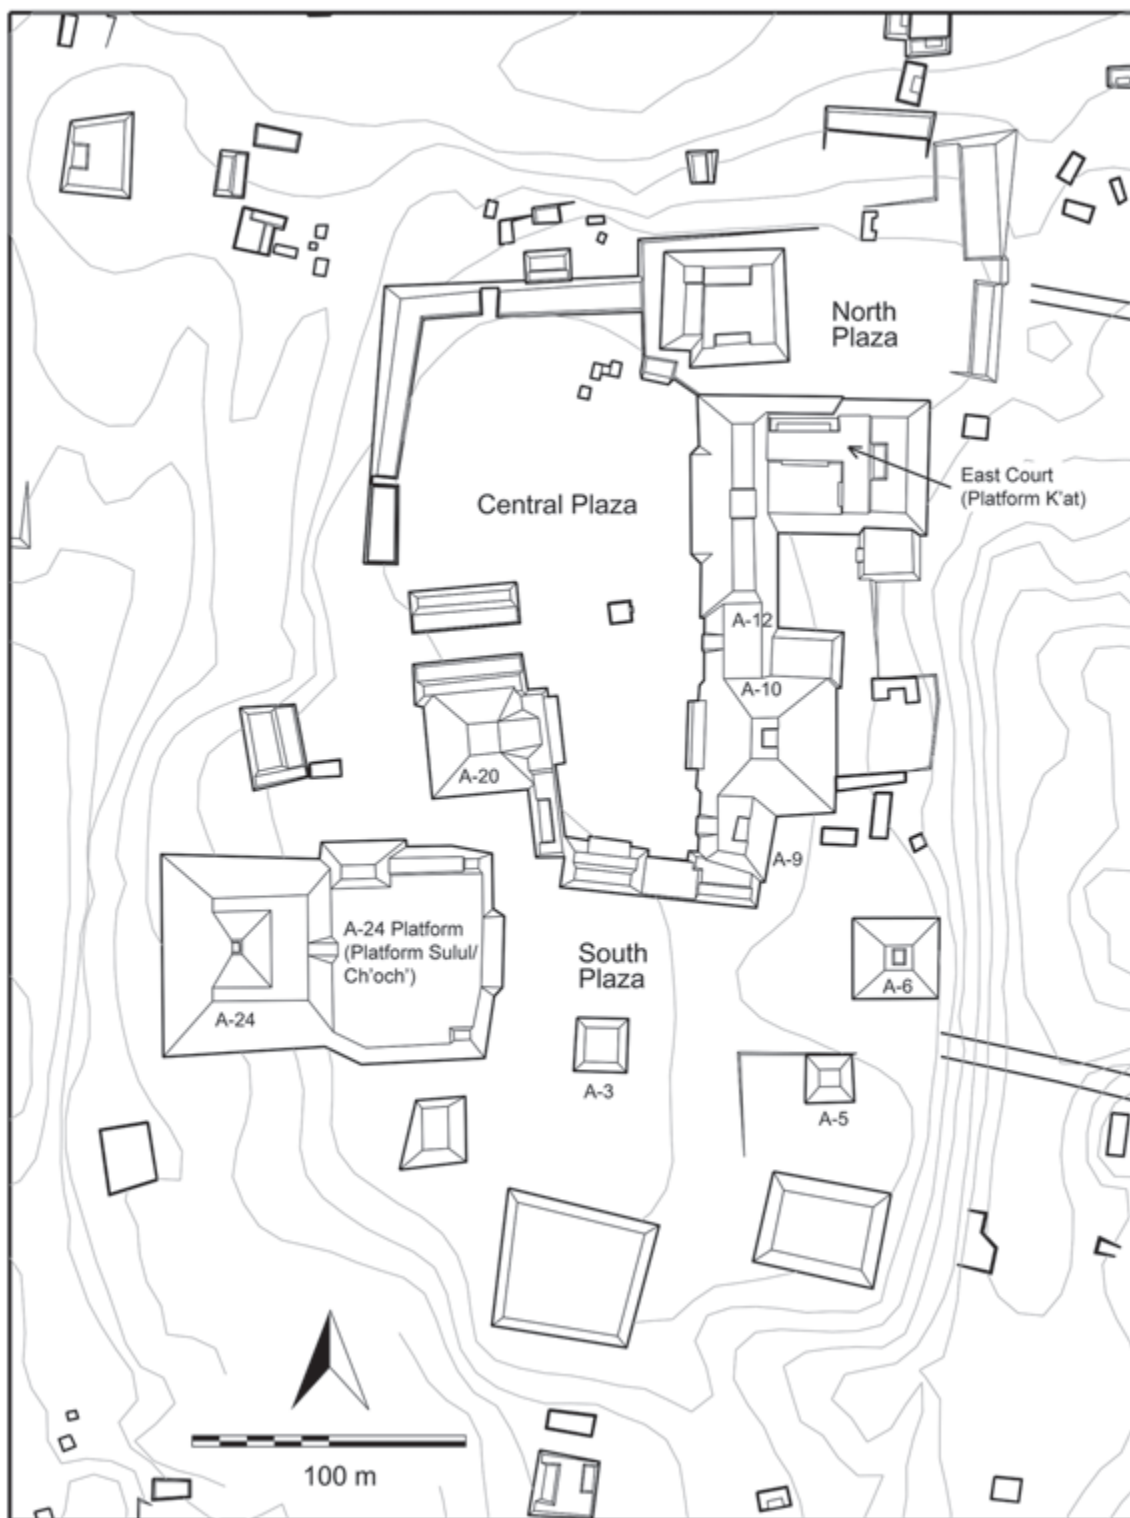 North
Plaza
Central Plaza
East Court
(Platform K'at)
A-12
A-10
A-20
A-9
A-24 Platform
(Platform Sulul/
Ch'och')
South
Plaza
A-6
A-24
A-3
A-5
100 m